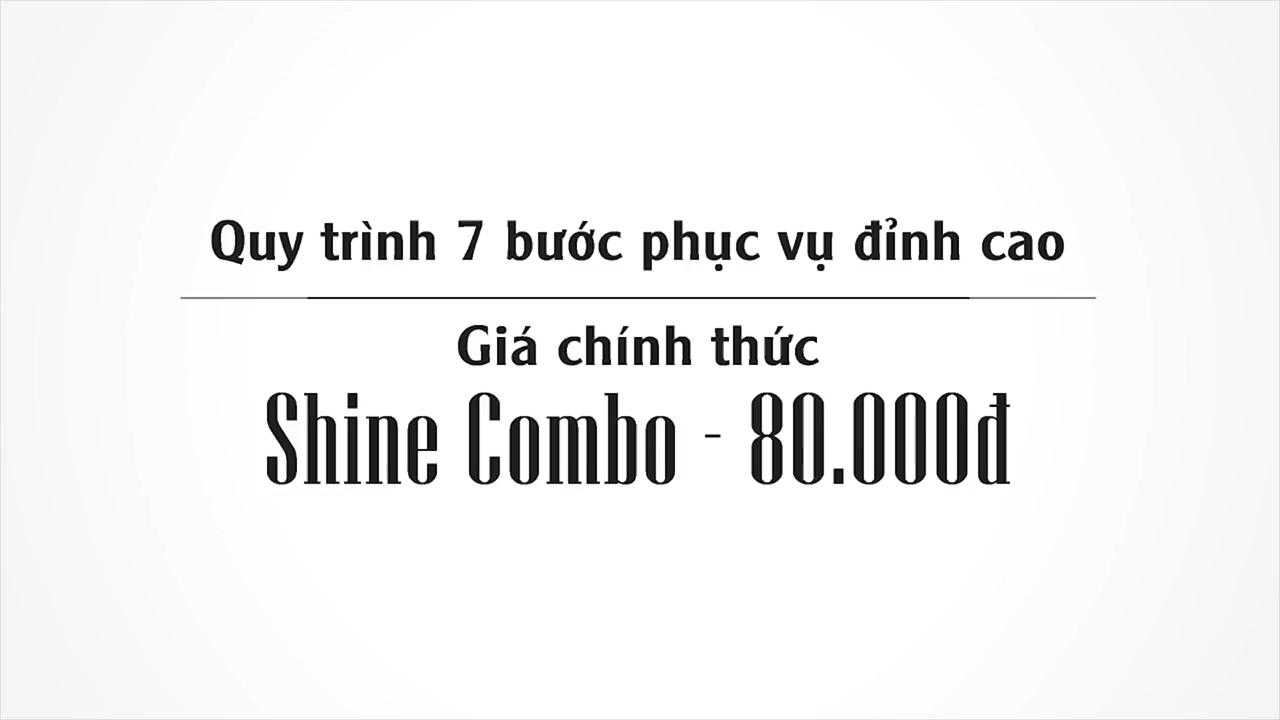 Quy trình 7 bước phục vụ đỉnh cao
Giá chính thức
Shine Combo - 80.000đ